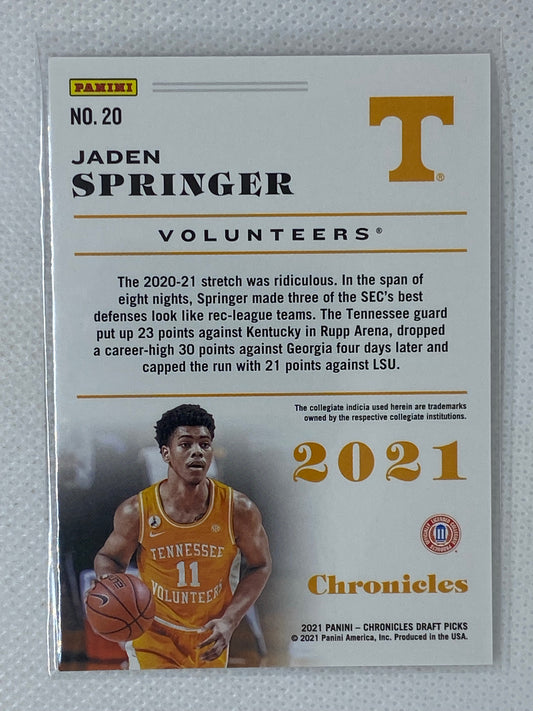 PANINI
NO. 20
T®
JADEN
SPRINGER
VOLUNTEERS®
The 2020-21 stretch was ridiculous. In the span of
eight nights, Springer made three of the SEC's best
defenses look like rec-league teams. The Tennessee guard
put up 23 points against Kentucky in Rupp Arena, dropped
a career-high 30 points against Georgia four days later and
capped the run with 21 points against LSU.
The collegiate indicia used herein are trademarks
owned by the respective collegiate institutions.
2021
TENNESSEE
11
VOLUNTEERS
OFFICIALLY LICENSED COLLEGIATE PRODUCTS
Chronicles
2021 PANINI – CHRONICLES DRAFT PICKS
© 2021 Panini America, Inc. Produced in the USA.